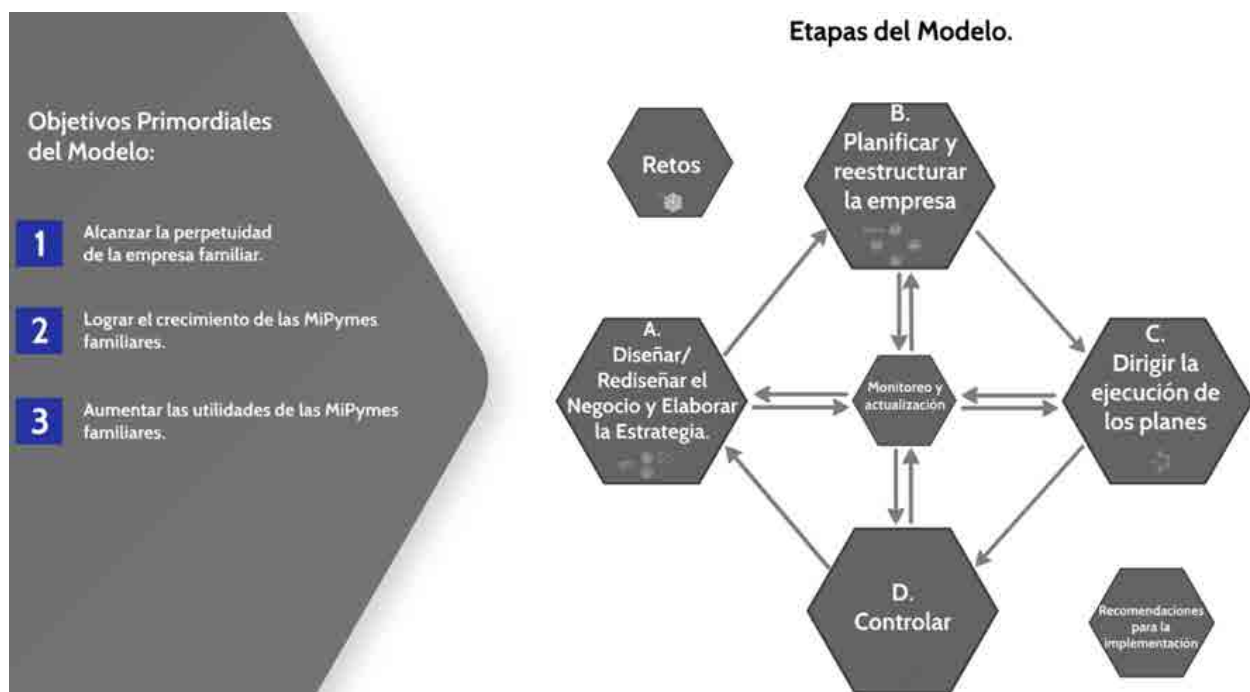 Etapas del Modelo.
Objetivos Primordiales
del Modelo:
1
Alcanzar la perpetuidad
de la empresa familiar.
2
Lograr el crecimiento de las MiPymes
familiares.
3
Aumentar las utilidades de las MiPymes
familiares.
Retos
B.
Planificar y
reestructurar
la empresa
A.
Diseñar/
Rediseñar el
Negocio y Elaborar
la Estrategia.
Monitoreo y
actualización
C.
Dirigir la
ejecución de
los planes
D.
Controlar
Recomendaciones
para la
implementación